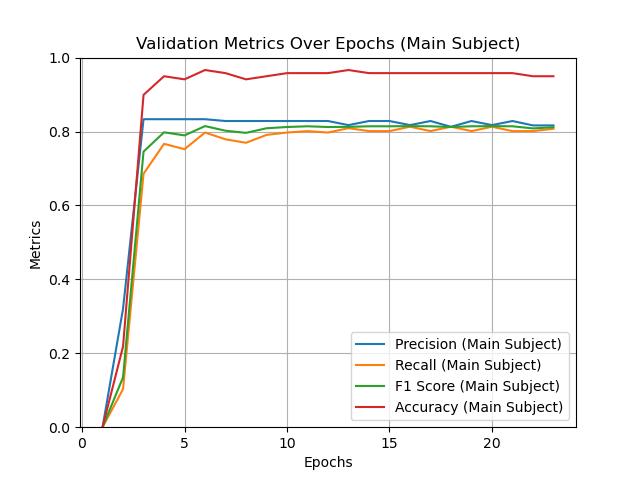 Validation Metrics Over Epochs (Main Subject)
1.0
0.8
0.6
0.4
0.2
0.0
Metrics
Precision (Main Subject)
Recall (Main Subject)
F1 Score (Main Subject)
Accuracy (Main Subject)
0 5 10 15 20
Epochs